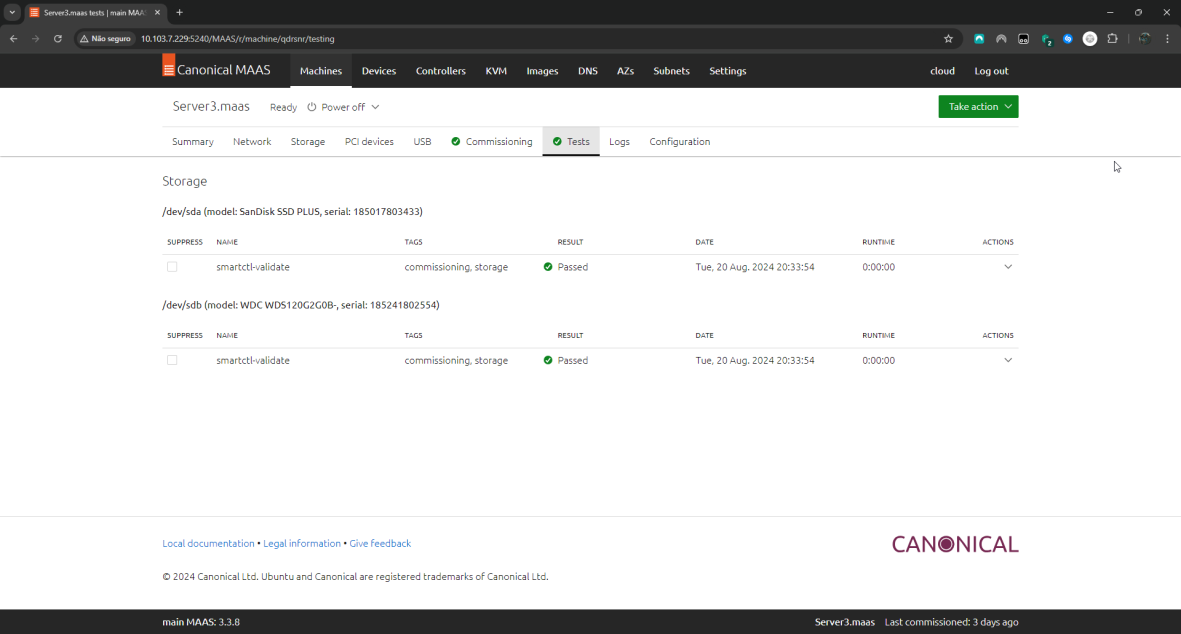 Server3.maas tests | main MAA
Não seguro 10.103.7.229:5240/MAAS/r/machine/qdrsnr/testing
2
Canonical MAAS Machines Devices Controllers KVM Images DNS AZs Subnets Settings cloud Log out
Server3.maas Ready Power off Take action
Summary Network Storage PCI devices USB Commissioning Tests Logs Configuration
Storage
/dev/sda (model: SanDisk SSD PLUS, serial: 185017803433)
SUPPRESS NAME TAGS RESULT DATE RUNTIME ACTIONS
smartctl-validate commissioning, storage Passed Tue, 20 Aug. 2024 20:33:54 0:00:00
/dev/sdb (model: WDC WDS120G2G0B-, serial: 185241802554)
SUPPRESS NAME TAGS RESULT DATE RUNTIME ACTIONS
smartctl-validate commissioning, storage Passed Tue, 20 Aug. 2024 20:33:54 0:00:00
Local documentation • Legal information • Give feedback
CANONICAL
© 2024 Canonical Ltd. Ubuntu and Canonical are registered trademarks of Canonical Ltd.
main MAAS: 3.3.8 Server3.maas Last commissioned: 3 days ago